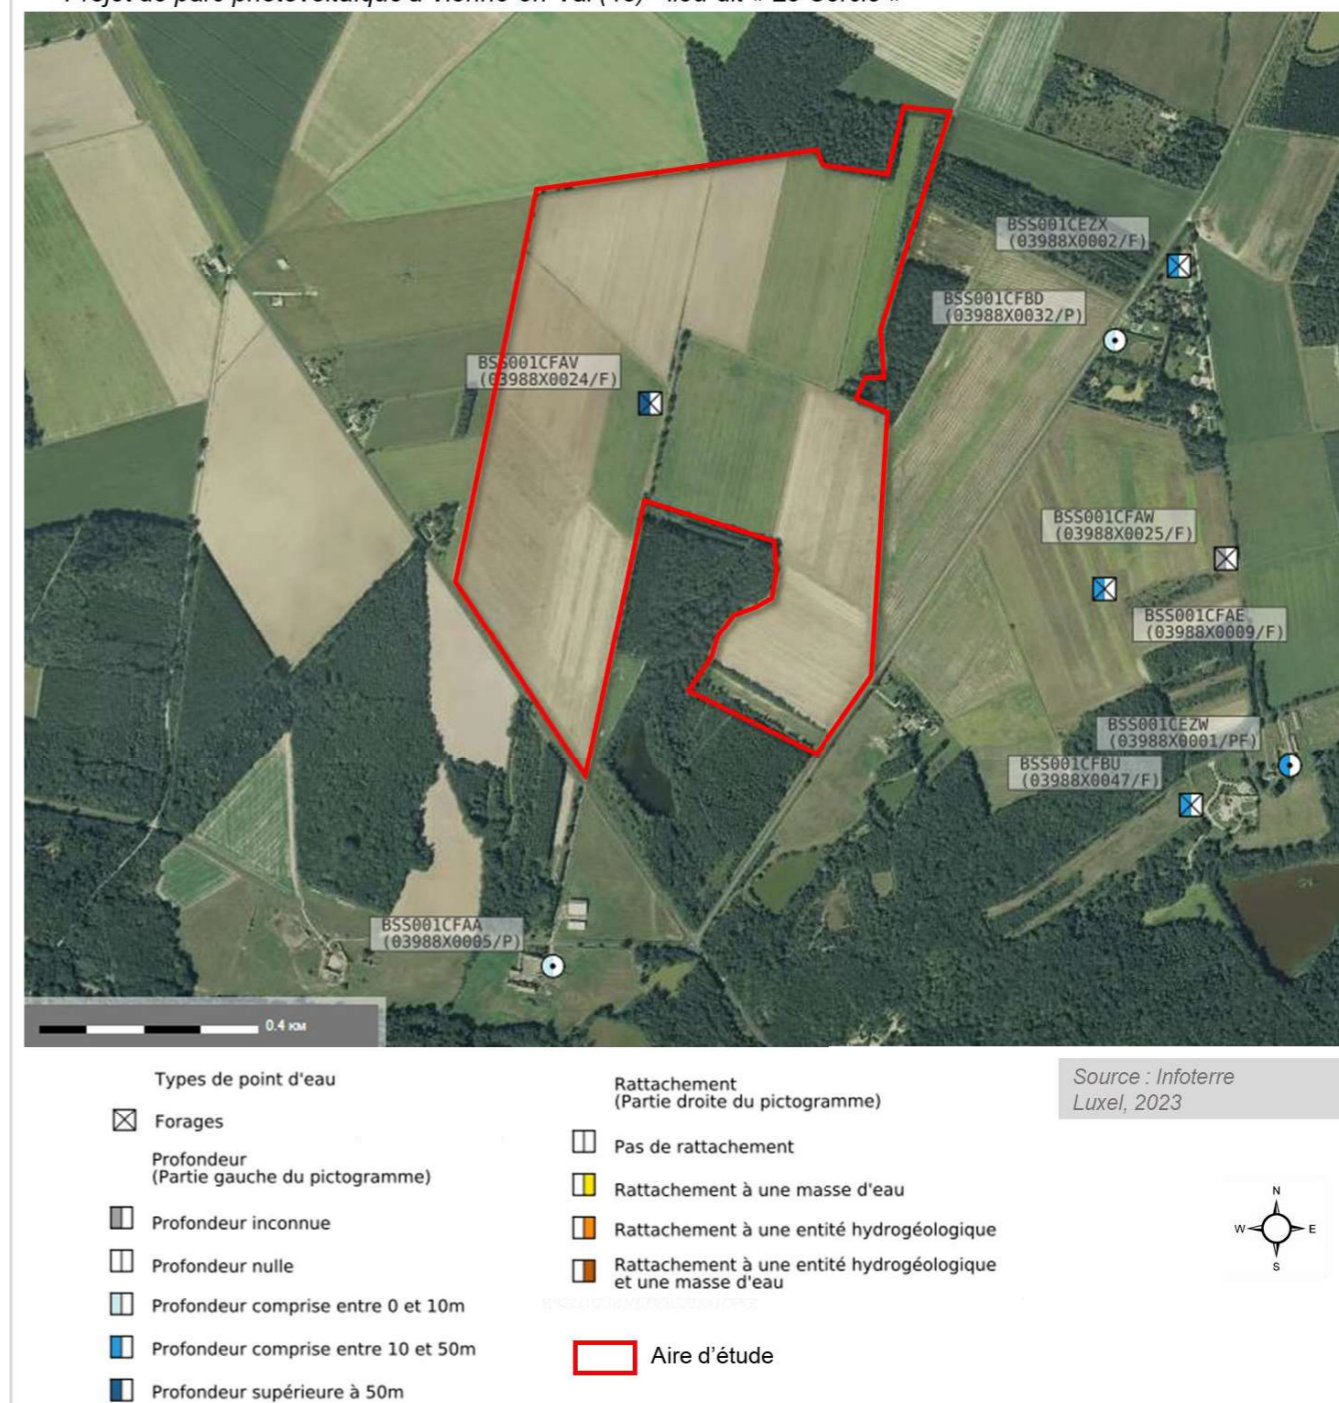 BSS001CEZX
(03988X0002/F)
BSS001CFBD
(03988X0032/P)
BSS001CFAV
(03988X0024/F)
BSS001CFAW
(03988X0025/F)
BSS001CFAE
(03988X0009/F)
BSS001CEZW
(03988X0001/PF)
BSS001CFBU
(03988X0047/F)
BSS001CFAA
(03988X0005/P)
0.4 км
Types de point d'eau
Forages
Profondeur
(Partie gauche du pictogramme)
Profondeur inconnue
Profondeur nulle
Profondeur comprise entre 0 et 10m
Profondeur comprise entre 10 et 50m
Profondeur supérieure à 50m
Rattachement
(Partie droite du pictogramme)
Pas de rattachement
Rattachement à une masse d'eau
Rattachement à une entité hydrogéologique
Rattachement à une entité hydrogéologique
et une masse d'eau
Aire d'étude
Source : Infoterre
Luxel, 2023
N
W E
S